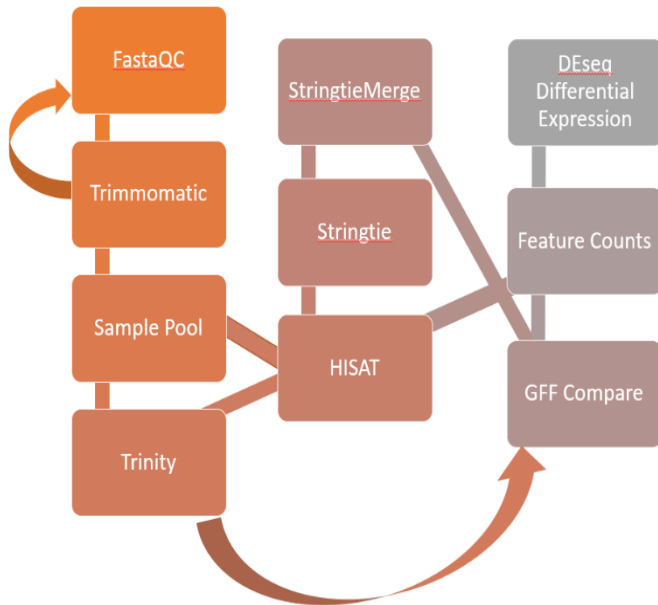 FastaQC
Trimmomatic
Sample Pool
Trinity
StringtieMerge
Stringtie
HISAT
DEseq
Differential
Expression
Feature Counts
GFF Compare